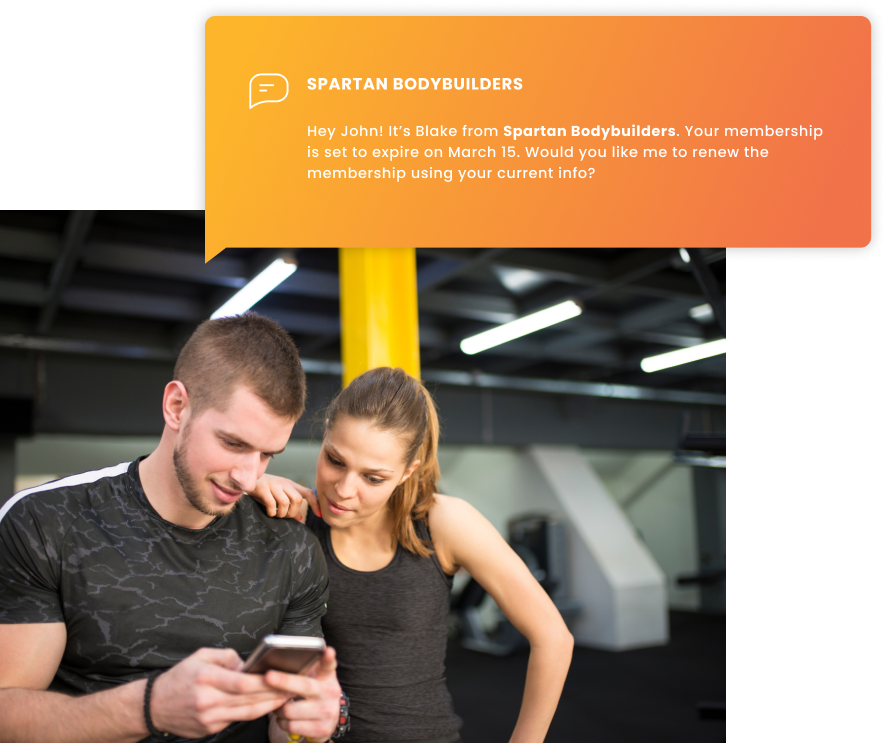 SPARTAN BODYBUILDERS
Hey John! It’s Blake from Spartan Bodybuilders. Your membership
is set to expire on March 15. Would you like me to renew the
membership using your current info?